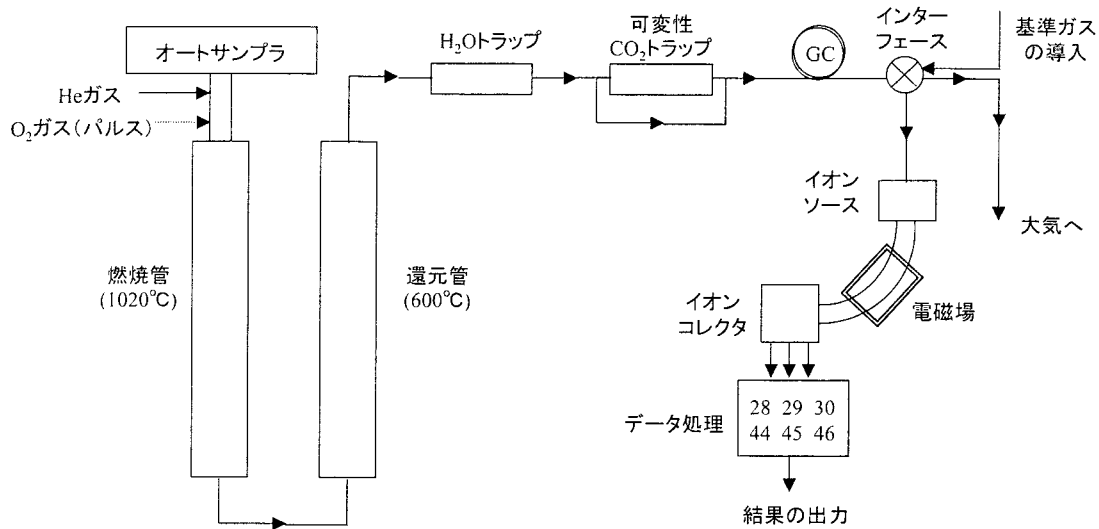 オートサンプラ
Heガス
O₂ガス(パルス)
燃焼管
(1020℃)
還元管
(600℃)
H₂Oトラップ
可変性
CO₂トラップ
GC
インター
フェース
基準ガス
の導入
イオン
ソース
大気へ
電磁場
イオン
コレクタ
データ処理
28 29 30
44 45 46
結果の出力